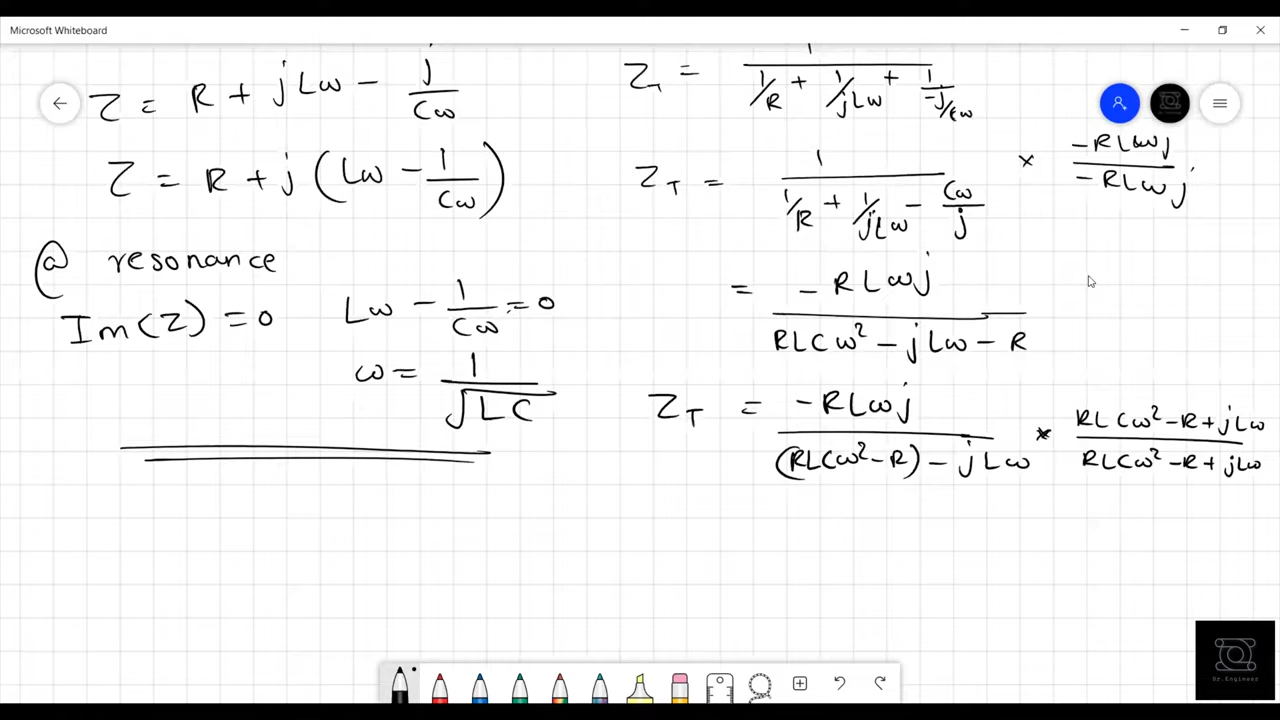 Microsoft Whiteboard
Z = R + jLω - j/Cω
Z = R + j(Lω - 1/Cω)
@ resonance
Im(Z) = 0
Lω - 1/Cω = 0
ω = 1/√LC
Z_T = 1/(1/R + 1/jLω + 1/(-j/Cω))
Z_T = 1/(1/R + 1/jLω - Cω/j) × -RLωj/-RLωj
= -RLωj/(RLCω² - jLω - R)
Z_T = -RLωj/((RLCω² - R) - jLω) × (RLCω² - R + jLω)/(RLCω² - R + jLω)
Dr.Engineer